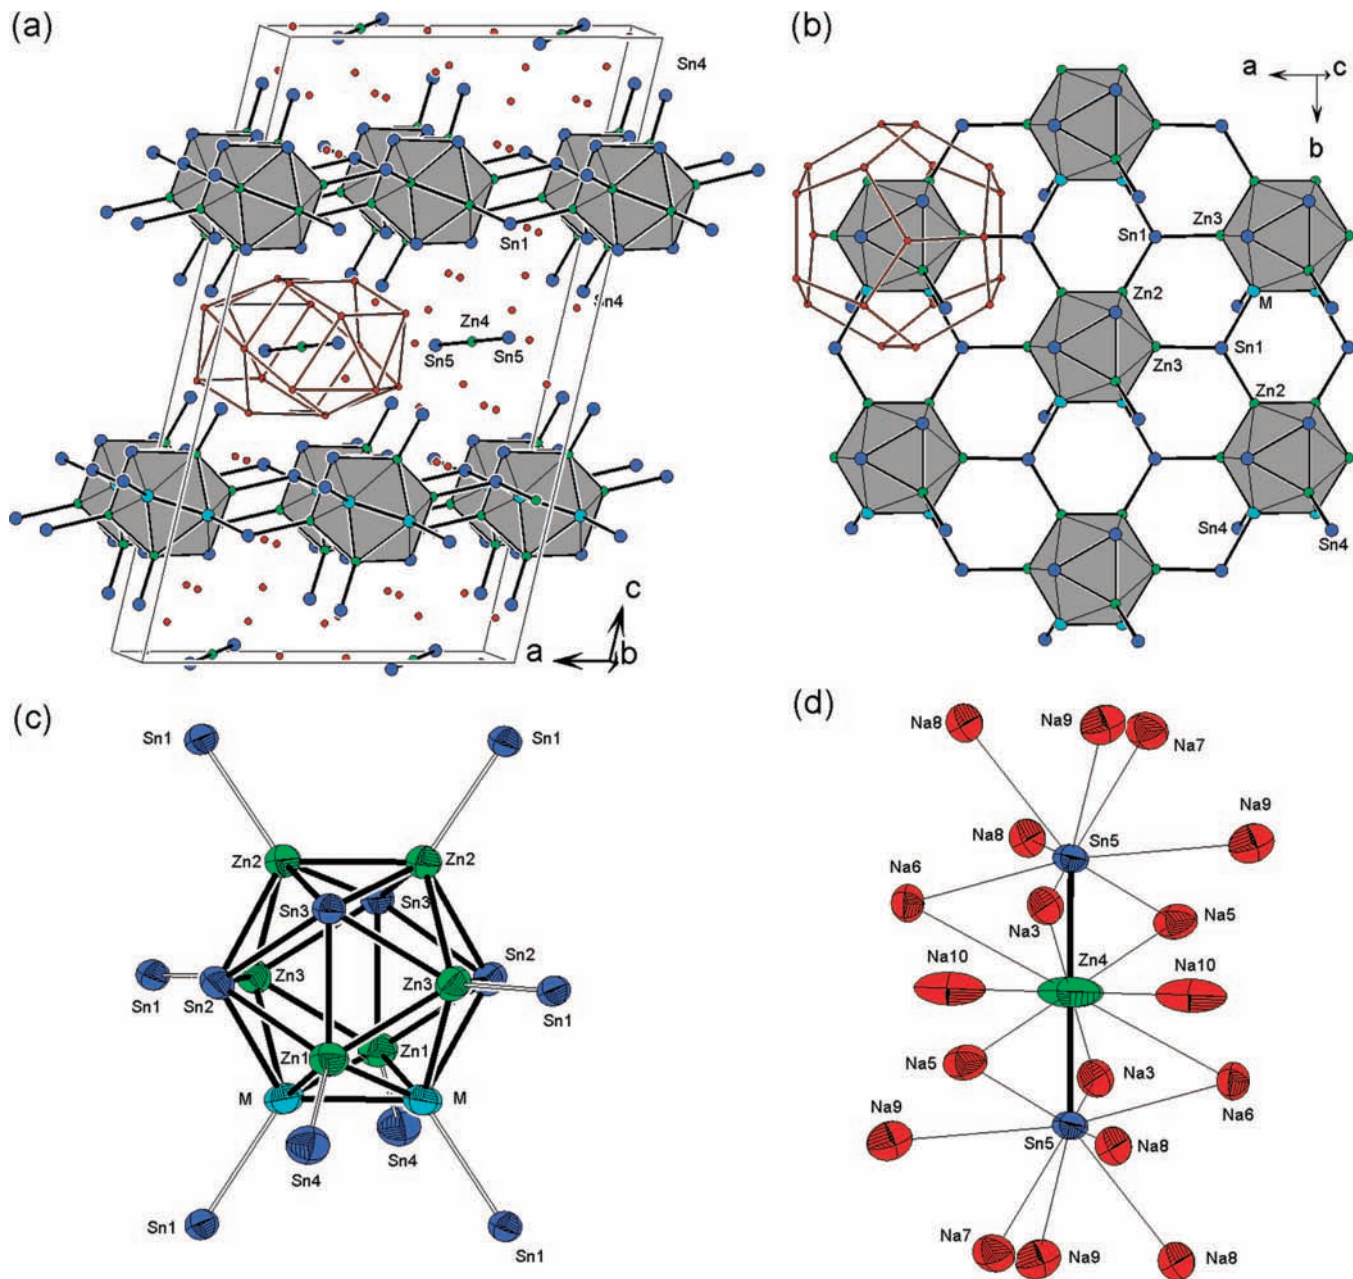 (a)
Sn4
Sn1
Sn4
Zn4
Sn5 Sn5
c
a b
(b)
a c
b
Zn3
Sn1
Zn2
M
Sn1
Zn3
Zn2
Sn4
Sn4
(c)
Sn1 Sn1
Zn2 Zn2
Sn3 Sn3
Sn2
Zn3 Zn3
Sn1 Sn2 Sn1
Zn1 Zn1
M M
Sn4 Sn4
Sn1 Sn1
(d)
Na8 Na9 Na7
Na9
Na8 Sn5
Na6
Na3 Na5
Zn4
Na10 Na10
Na5 Na3
Na9 Na6
Sn5 Na8
Na7 Na9 Na8